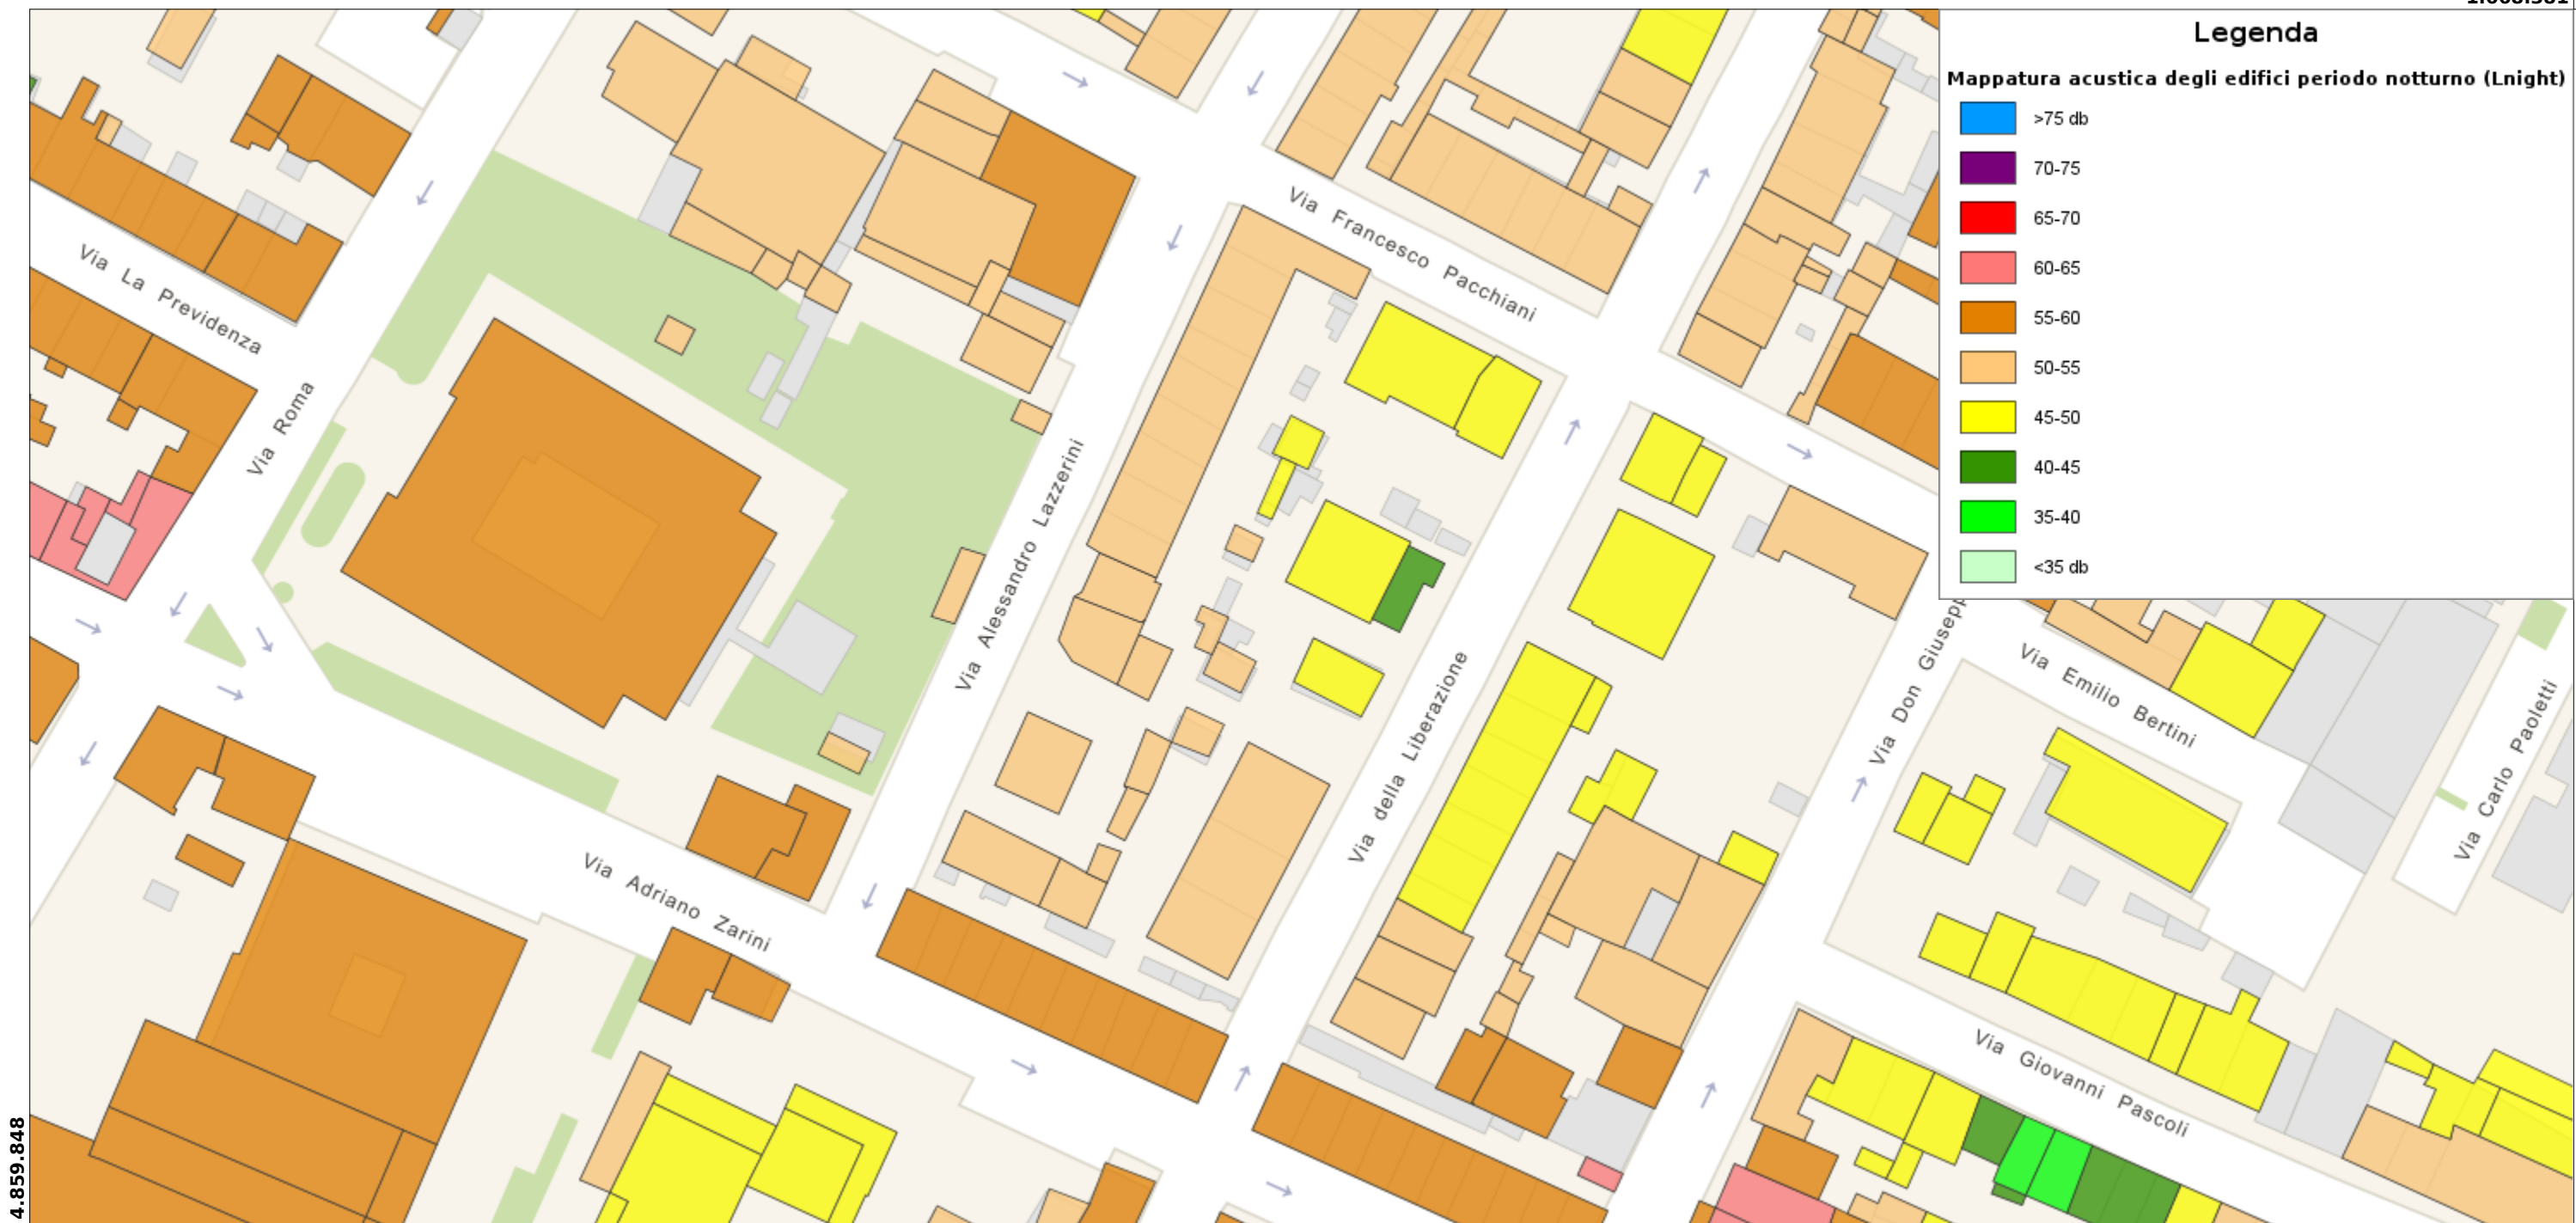 Legenda
Mappatura acustica degli edifici periodo notturno (Lnight)
>75 db
70-75
65-70
60-65
55-60
50-55
45-50
40-45
35-40
<35 db
Via Francesco Pacchiani
Via La Previdenza
Via Roma
Via Alessandro Lazzerini
Via della Liberazione
Via Don Giusepp
Via Emilio Bertini
Via Carlo Paoletti
Via Adriano Zarini
Via Giovanni Pascoli
4.859.848